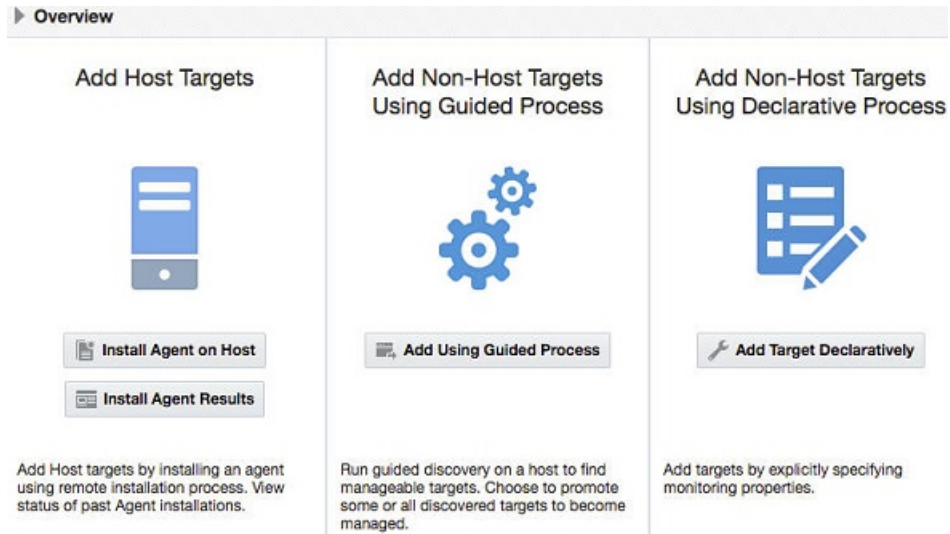 Overview
Add Host Targets
Install Agent on Host
Install Agent Results
Add Host targets by installing an agent
using remote installation process. View
status of past Agent installations.
Add Non-Host Targets
Using Guided Process
Add Using Guided Process
Run guided discovery on a host to find
manageable targets. Choose to promote
some or all discovered targets to become
managed.
Add Non-Host Targets
Using Declarative Process
Add Target Declaratively
Add targets by explicitly specifying
monitoring properties.